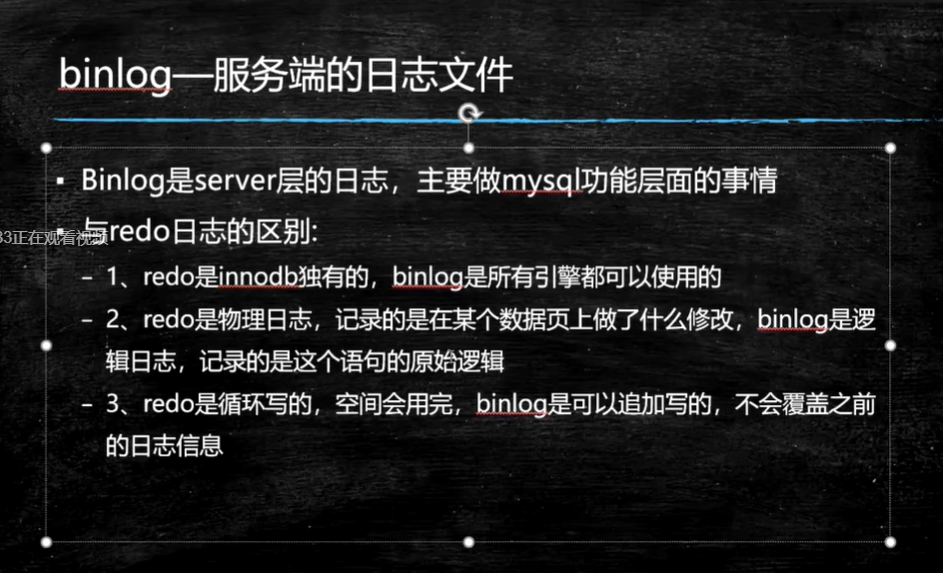 binlog—服务端的日志文件
▪ Binlog是server层的日志，主要做mysql功能层面的事情
▪ 与redo日志的区别:
33正在观看视频
– 1、redo是innodb独有的，binlog是所有引擎都可以使用的
– 2、redo是物理日志，记录的是在某个数据页上做了什么修改，binlog是逻
辑日志，记录的是这个语句的原始逻辑
– 3、redo是循环写的，空间会用完，binlog是可以追加写的，不会覆盖之前
的日志信息